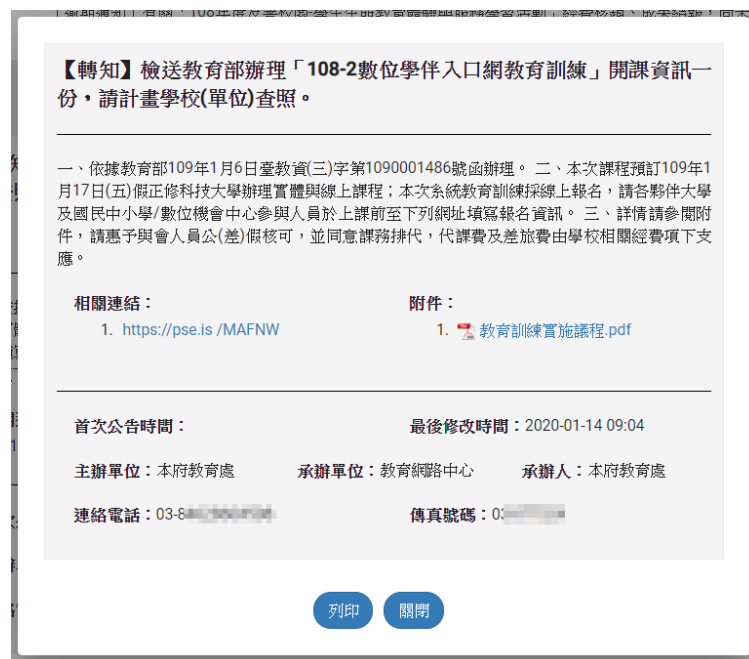 【轉知】檢送教育部辦理「108-2數位學伴入口網教育訓練」開課資訊一
份，請計畫學校(單位)查照。
一、依據教育部109年1月6日臺教資(三)字第1090001486號函辦理。 二、本次課程預訂109年1
月17日(五)假正修科技大學辦理實體與線上課程；本次系統教育訓練採線上報名，請各夥伴大學
及國民中小學/數位機會中心參與人員於上課前至下列網址填寫報名資訊。 三、詳情請參閱附
件，請惠予與會人員公(差)假核可，並同意課務排代，代課費及差旅費由學校相關經費項下支
應。
相關連結： 附件：
1. https://pse.is /MAFNW 1. 教育訓練實施議程.pdf
首次公告時間： 最後修改時間：2020-01-14 09:04
主辦單位：本府教育處 承辦單位：教育網路中心 承辦人：本府教育處
連絡電話：03-8 傳真號碼：03
列印 關閉